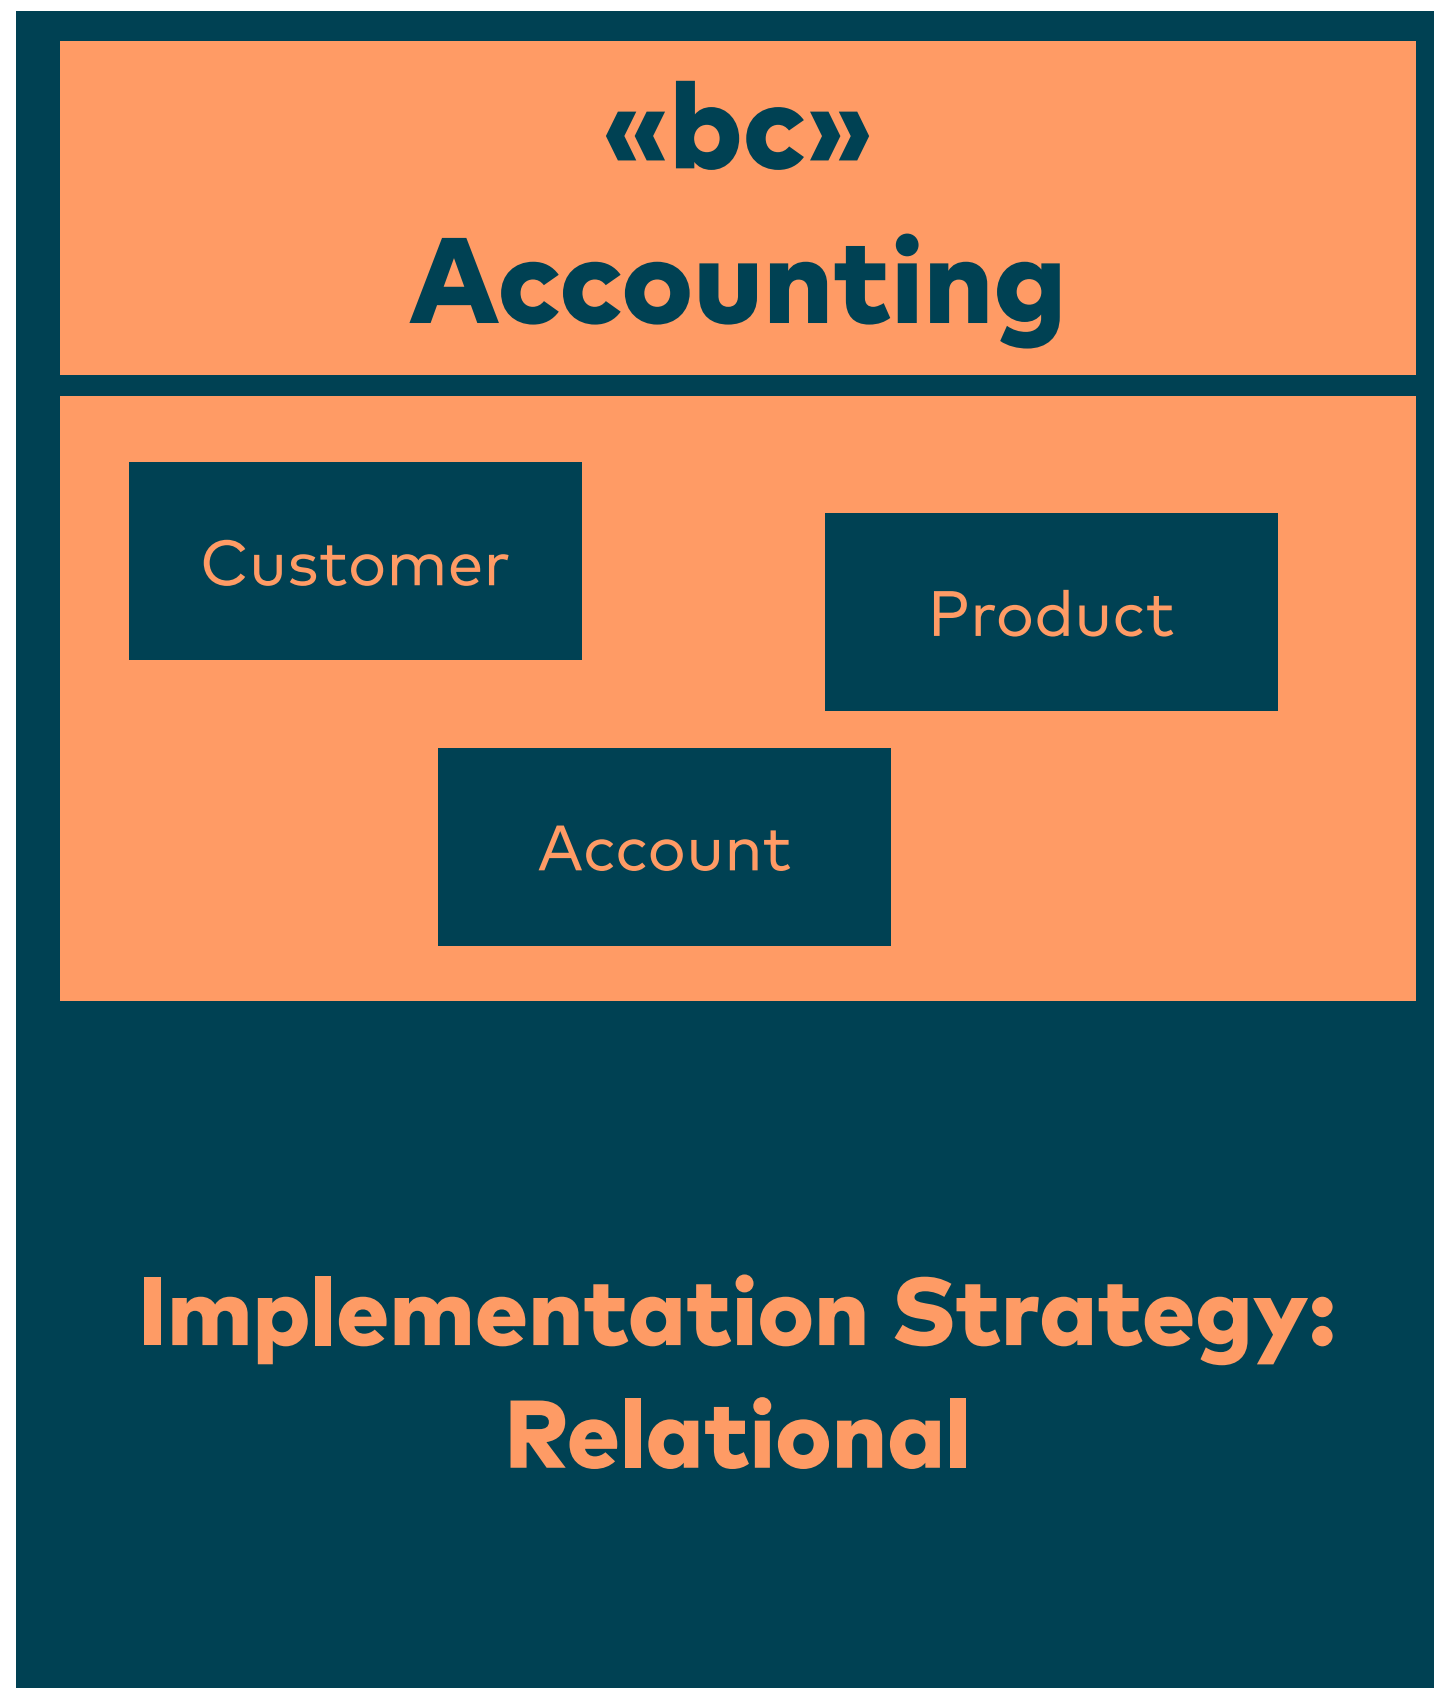 «bc»
Accounting
Customer
Product
Account
Implementation Strategy:
Relational